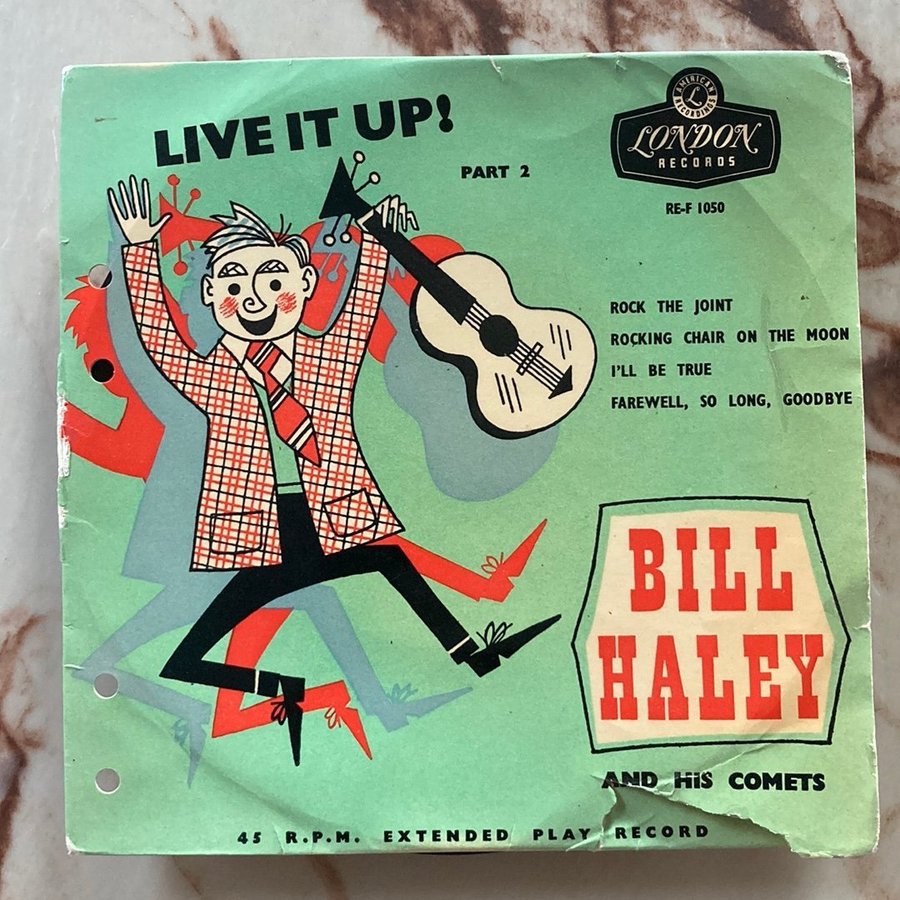 LIVE IT UP!
PART 2
AMERICAN RECORDINGS
L
LONDON
RECORDS
RE-F 1050
ROCK THE JOINT
ROCKING CHAIR ON THE MOON
I'LL BE TRUE
FAREWELL, SO LONG, GOODBYE
BILL
HALEY
AND HiS COMETS
45 R.P.M. EXTENDED PLAY RECORD